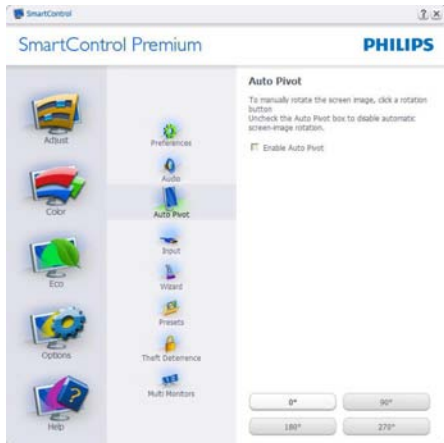 SmartControl
SmartControl Premium
PHILIPS
Adjust
Color
Eco
Options
Help
Preferences
Audio
Auto Pivot
Input
Wizard
Presets
Theft Deterrence
Multi Monitors
Auto Pivot
To manually rotate the screen image, click a rotation
button
Uncheck the Auto Pivot box to disable automatic
screen-image rotation.
Enable Auto Pivot
0°
90°
180°
270°